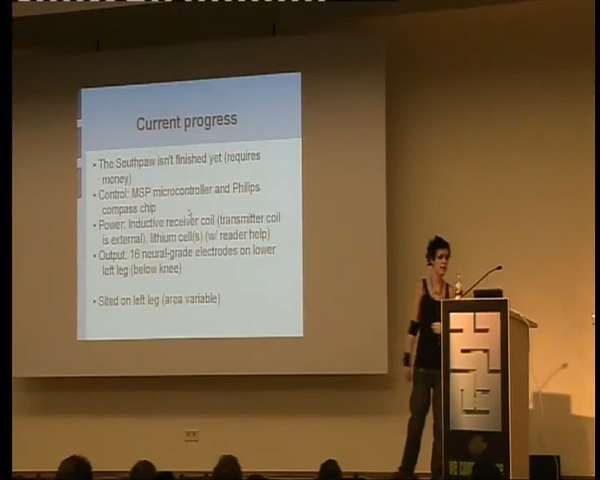 Current progress
• The Southpaw isn't finished yet (requires
money)
• Control: MSP microcontroller and Philips
compass chip
• Power: Inductive receiver coil (transmitter coil
is external), lithium cell(s) (w/ reader help)
• Output: 16 neural-grade electrodes on lower
left leg (below knee)
• Sited on left leg (area variable)
we come